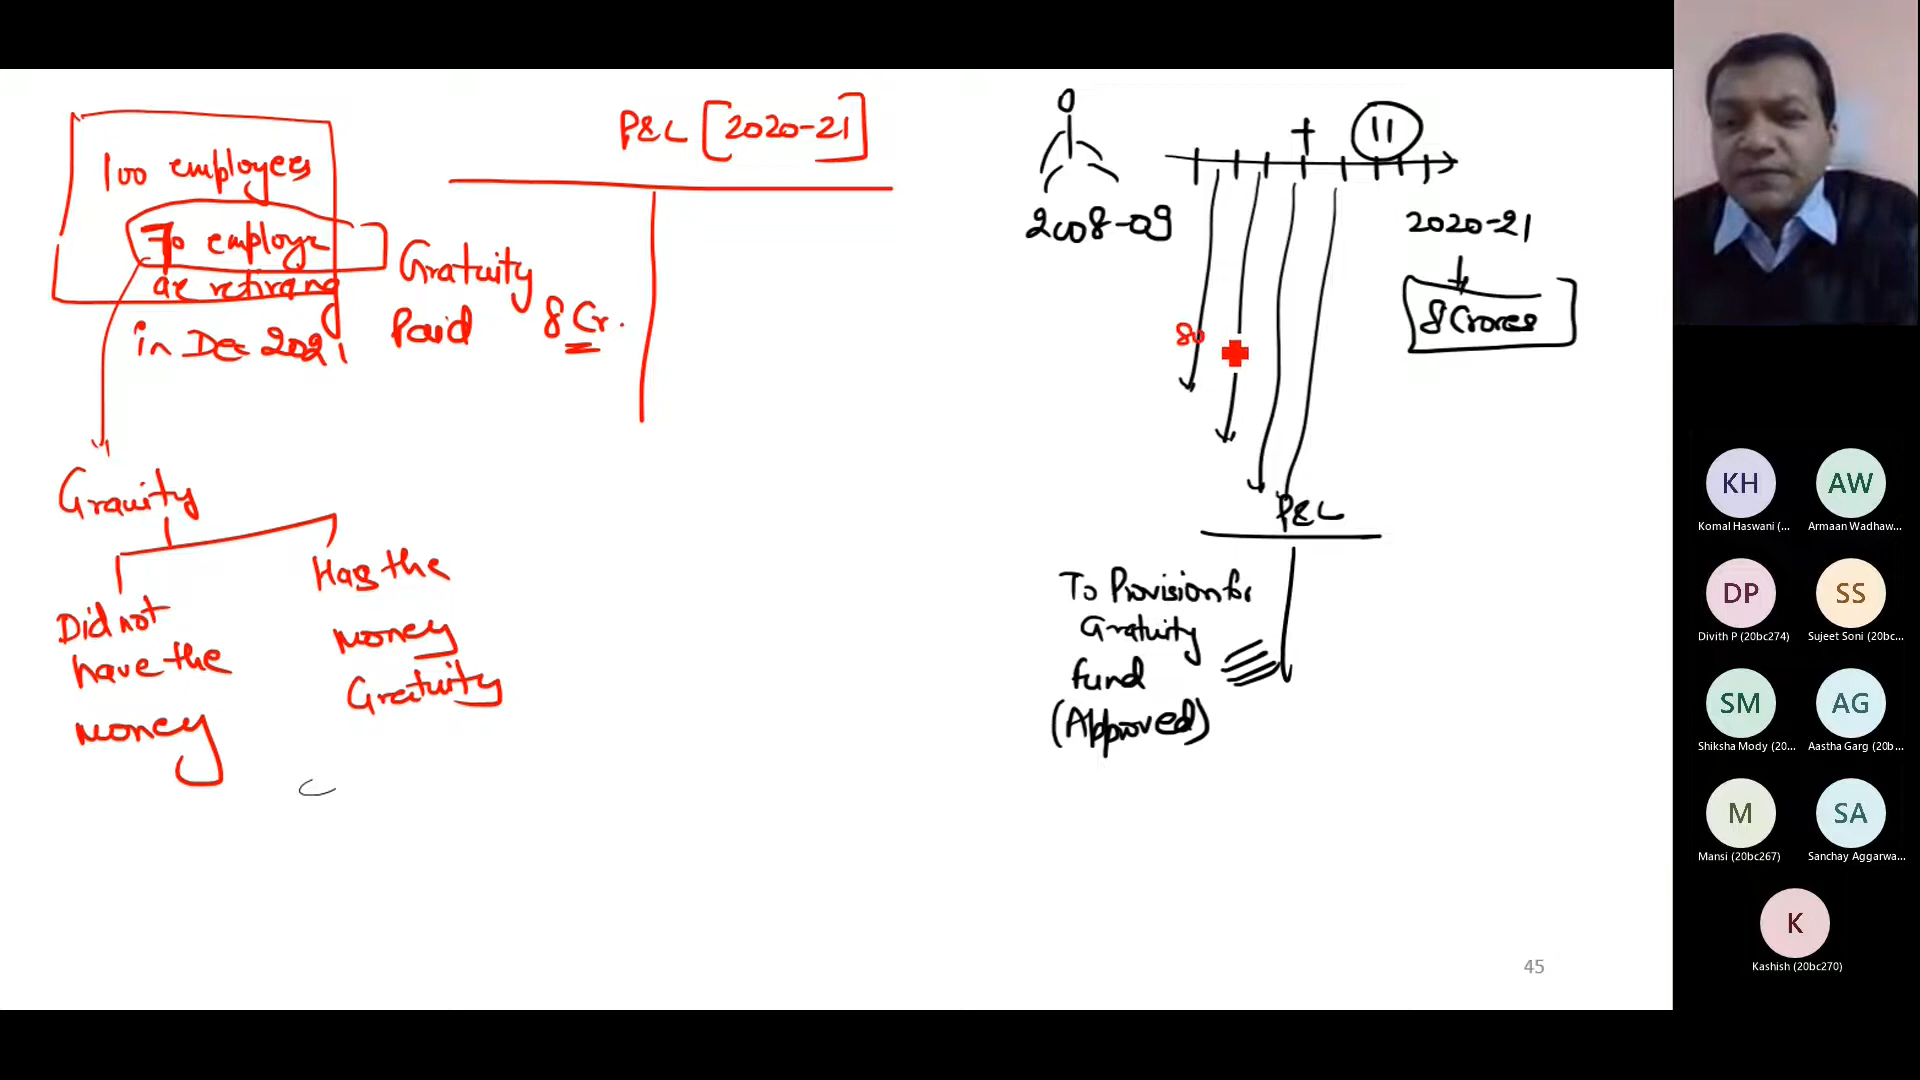 100 employees
70 employe
are retiring
in Dec 2021
Gratuity
Paid 8 Cr.
P&L [2020-21]
Gravity
Did not
have the
money
Has the
money
Gratuity
+ 11
2008-09
2020-21
8 Crores
80
P&L
To Provision for
Gratuity
Fund
(Approved)
45
KH
Komal Haswani (...
AW
Armaan Wadhaw...
DP
Divith P (20bc274)
SS
Sujeet Soni (20bc...
SM
Shiksha Mody (20...
AG
Aastha Garg (20b...
M
Mansi (20bc267)
SA
Sanchay Aggarwa...
K
Kashish (20bc270)